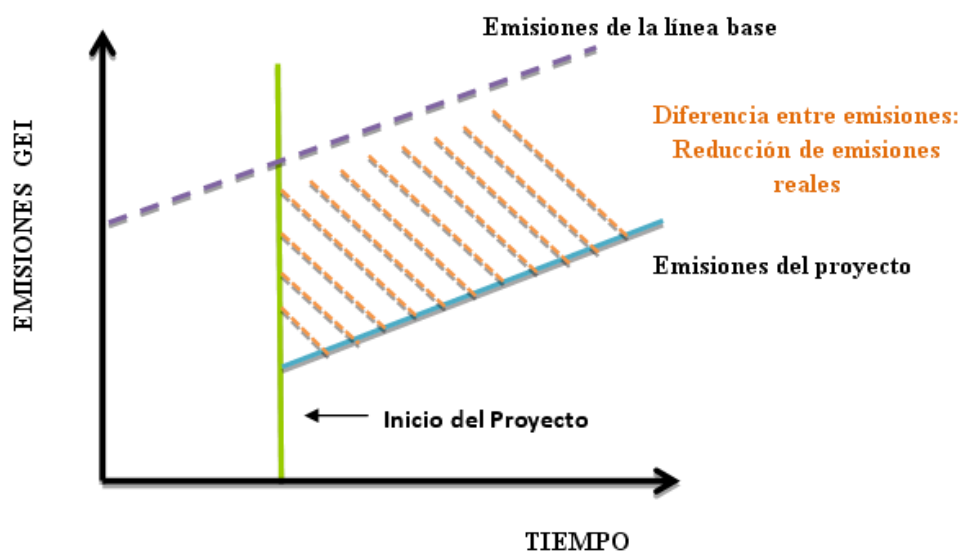 Emisiones de la línea base
EMISIONES GEI
Diferencia entre emisiones:
Reducción de emisiones
reales
Emisiones del proyecto
Inicio del Proyecto
TIEMPO